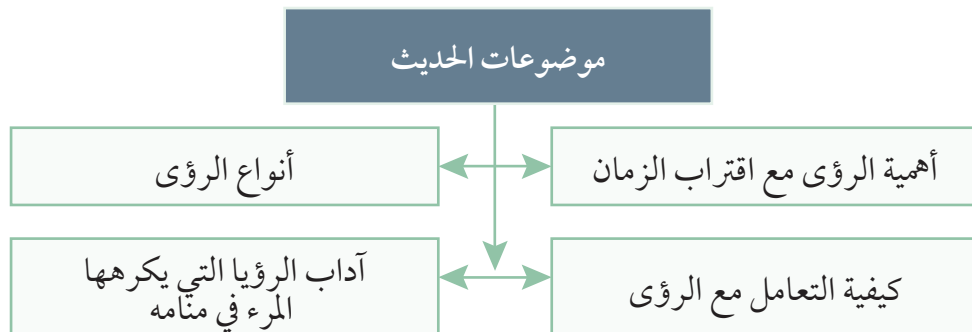 موضوعات الحديث
أهمية الرؤى مع اقتراب الزمان
أنواع الرؤى
كيفية التعامل مع الرؤى
آداب الرؤيا التي يكرهها
المرء في منامه